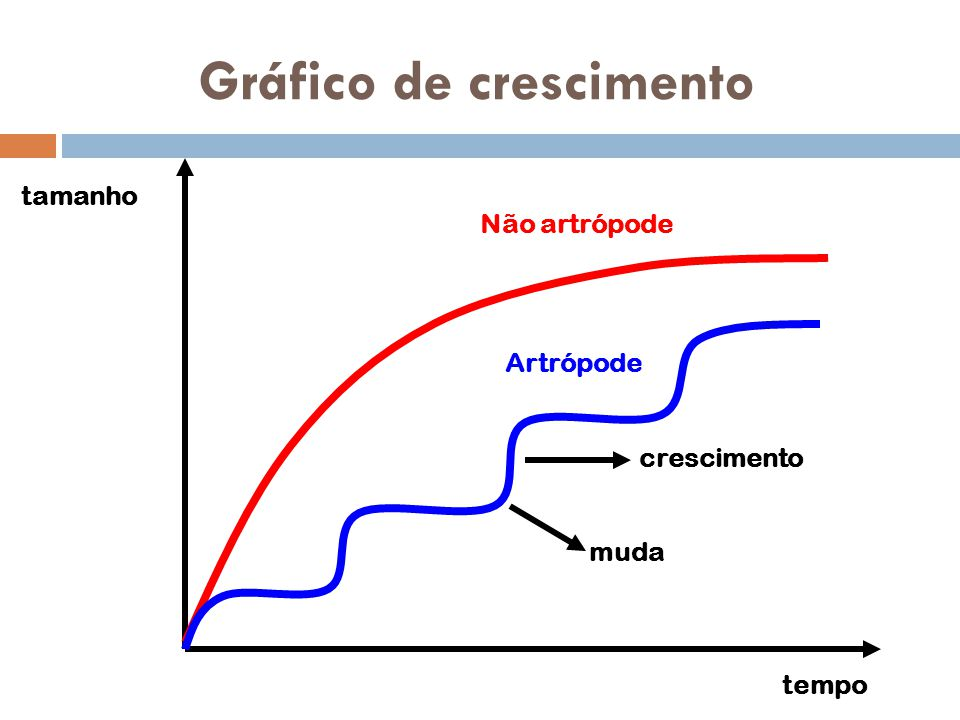 Gráfico de crescimento
tamanho
Não artrópode
Artrópode
crescimento
muda
tempo